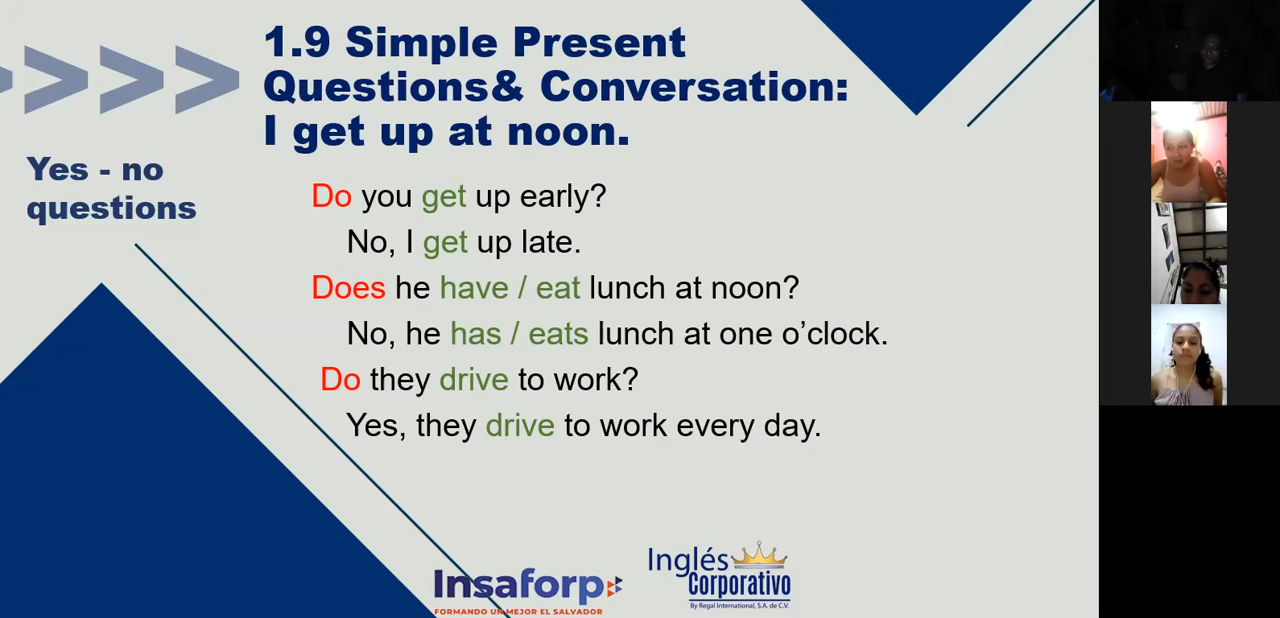 1.9 Simple Present
Questions& Conversation:
I get up at noon.
Yes - no
questions
Do you get up early?
No, I get up late.
Does he have / eat lunch at noon?
No, he has / eats lunch at one o’clock.
Do they drive to work?
Yes, they drive to work every day.
Insaforp
FORMANDO UN MEJOR EL SALVADOR
Inglés
Corporativo
By Regal International, S.A. de C.V.